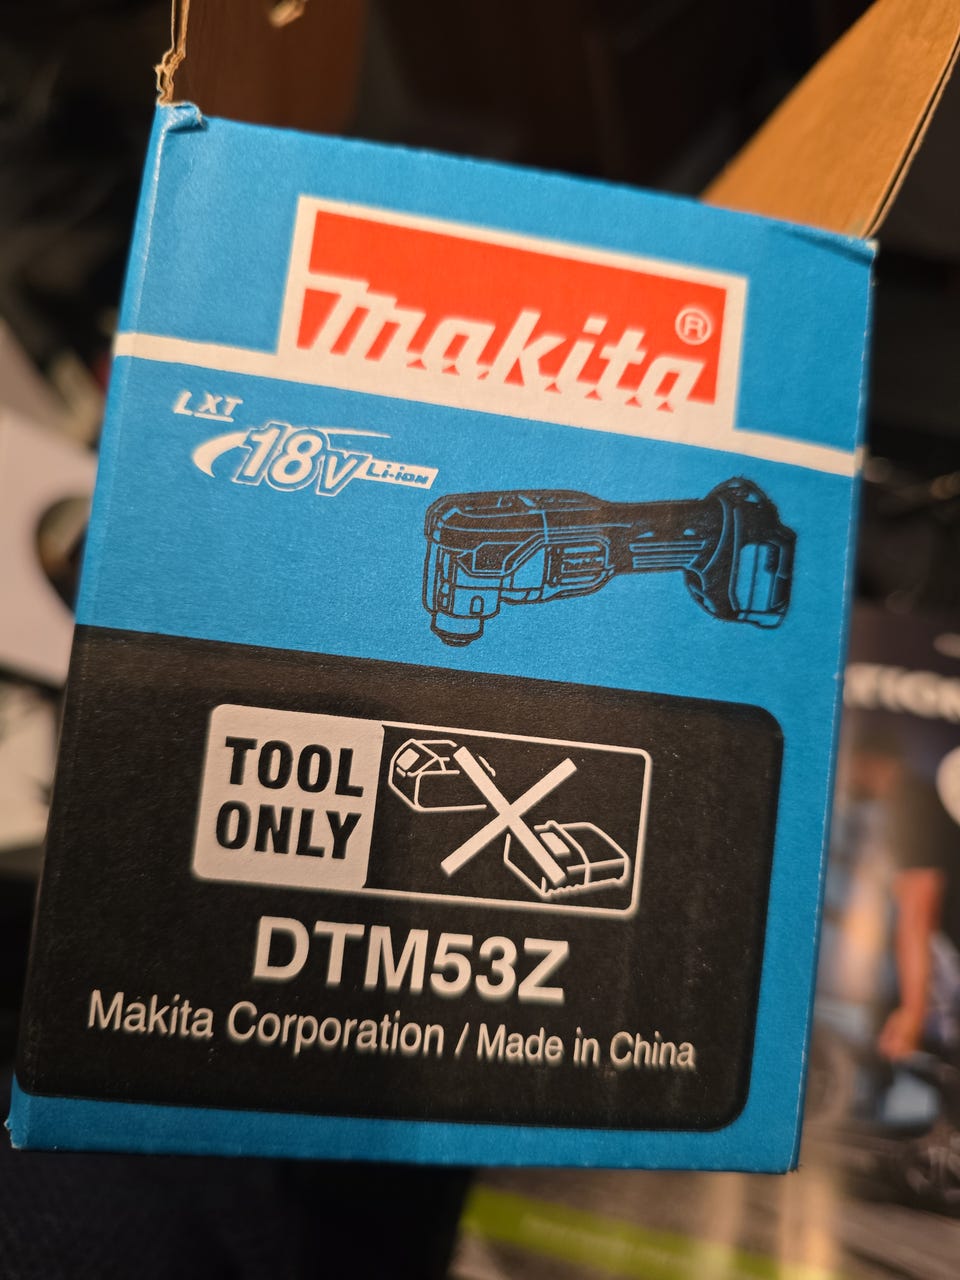 makita®
LXT
18V Li-ion
TOOL
ONLY
DTM53Z
Makita Corporation / Made in China